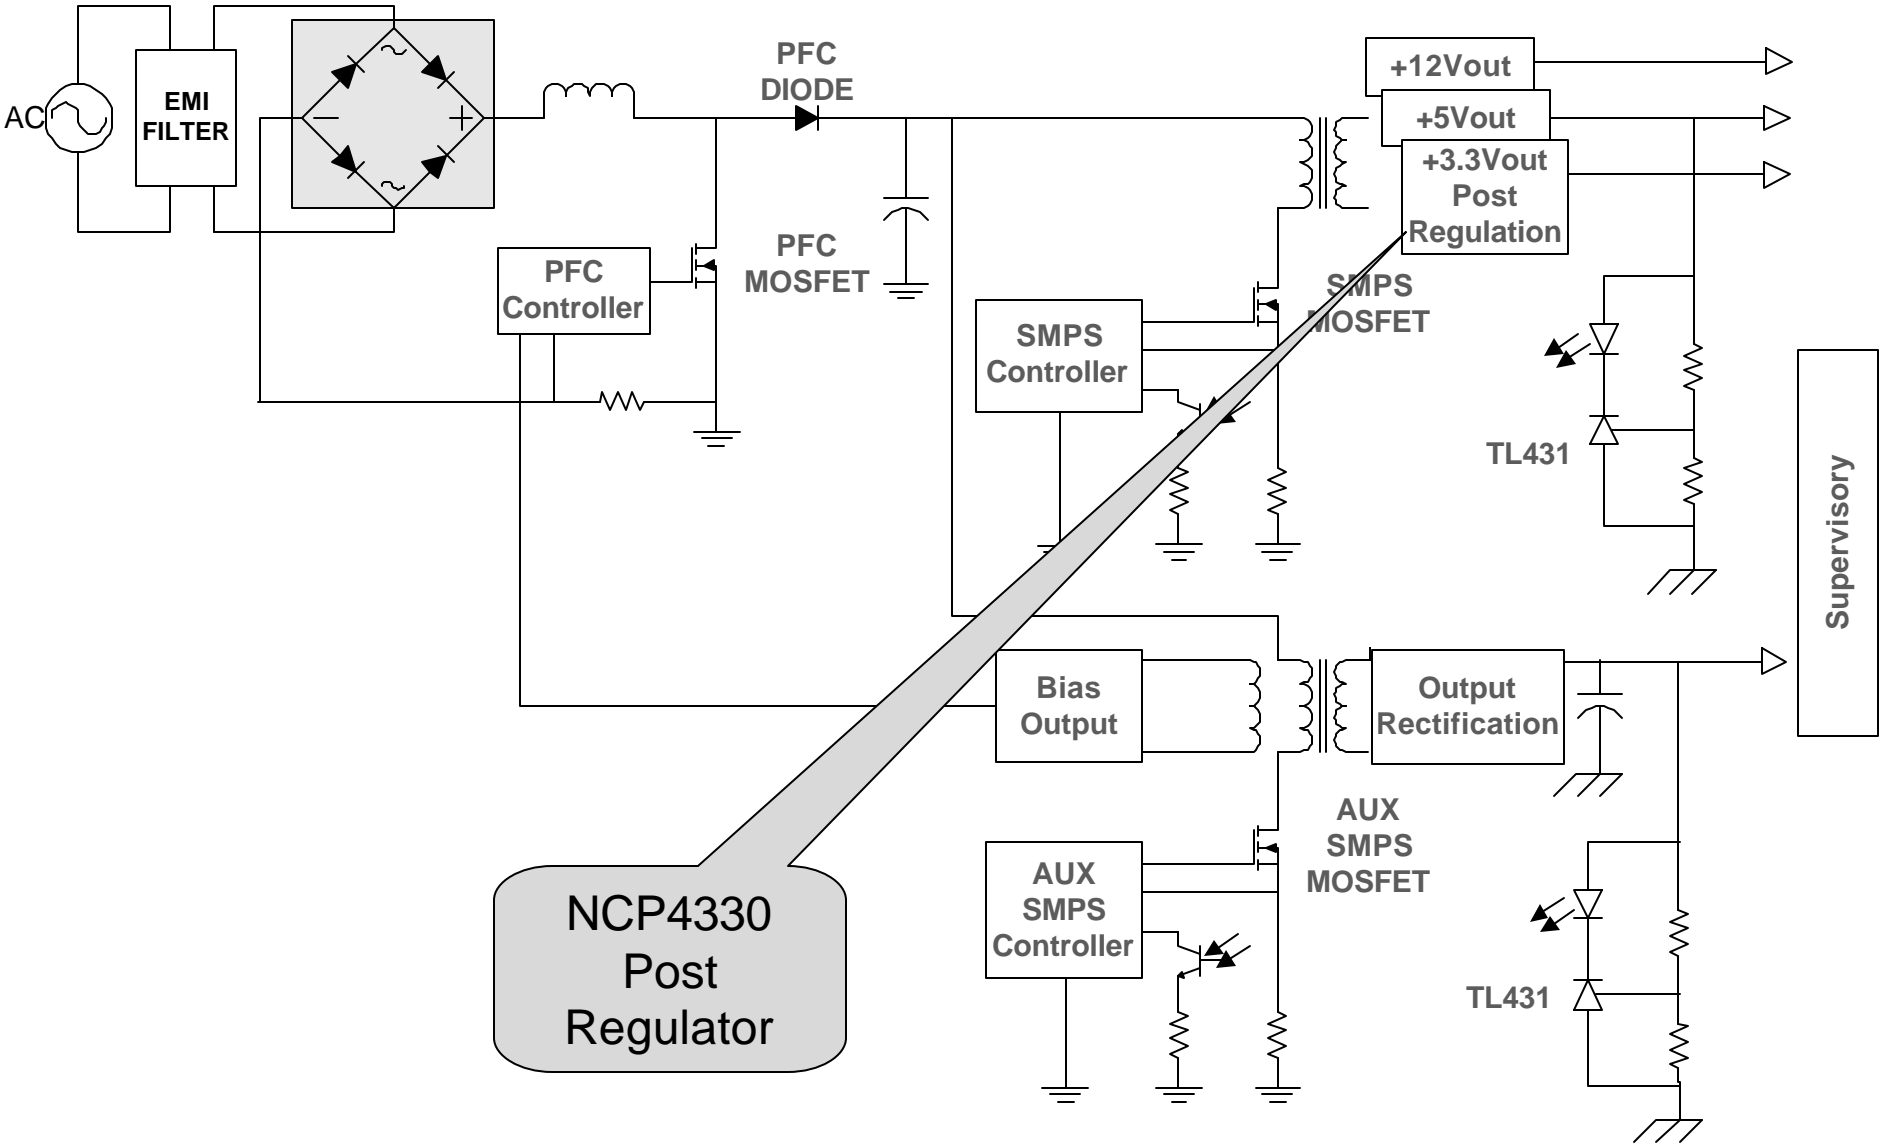 AC
EMI
FILTER
PFC
DIODE
PFC
MOSFET
PFC
Controller
+12Vout
+5Vout
+3.3Vout
Post
Regulation
SMPS
MOSFET
SMPS
Controller
TL431
Supervisory
Bias
Output
Output
Rectification
AUX
SMPS
MOSFET
AUX
SMPS
Controller
TL431
NCP4330
Post
Regulator